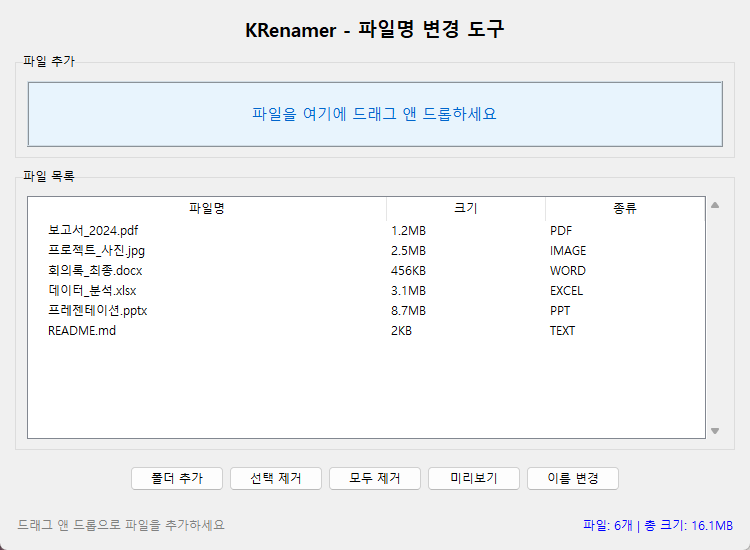 KRenamer - 파일명 변경 도구
파일 추가
파일을 여기에 드래그 앤 드롭하세요
파일 목록
파일명 크기 종류
보고서_2024.pdf 1.2MB PDF
프로젝트_사진.jpg 2.5MB IMAGE
회의록_최종.docx 456KB WORD
데이터_분석.xlsx 3.1MB EXCEL
프레젠테이션.pptx 8.7MB PPT
README.md 2KB TEXT
폴더 추가 선택 제거 모두 제거 미리보기 이름 변경
드래그 앤 드롭으로 파일을 추가하세요 파일: 6개 | 총 크기: 16.1MB